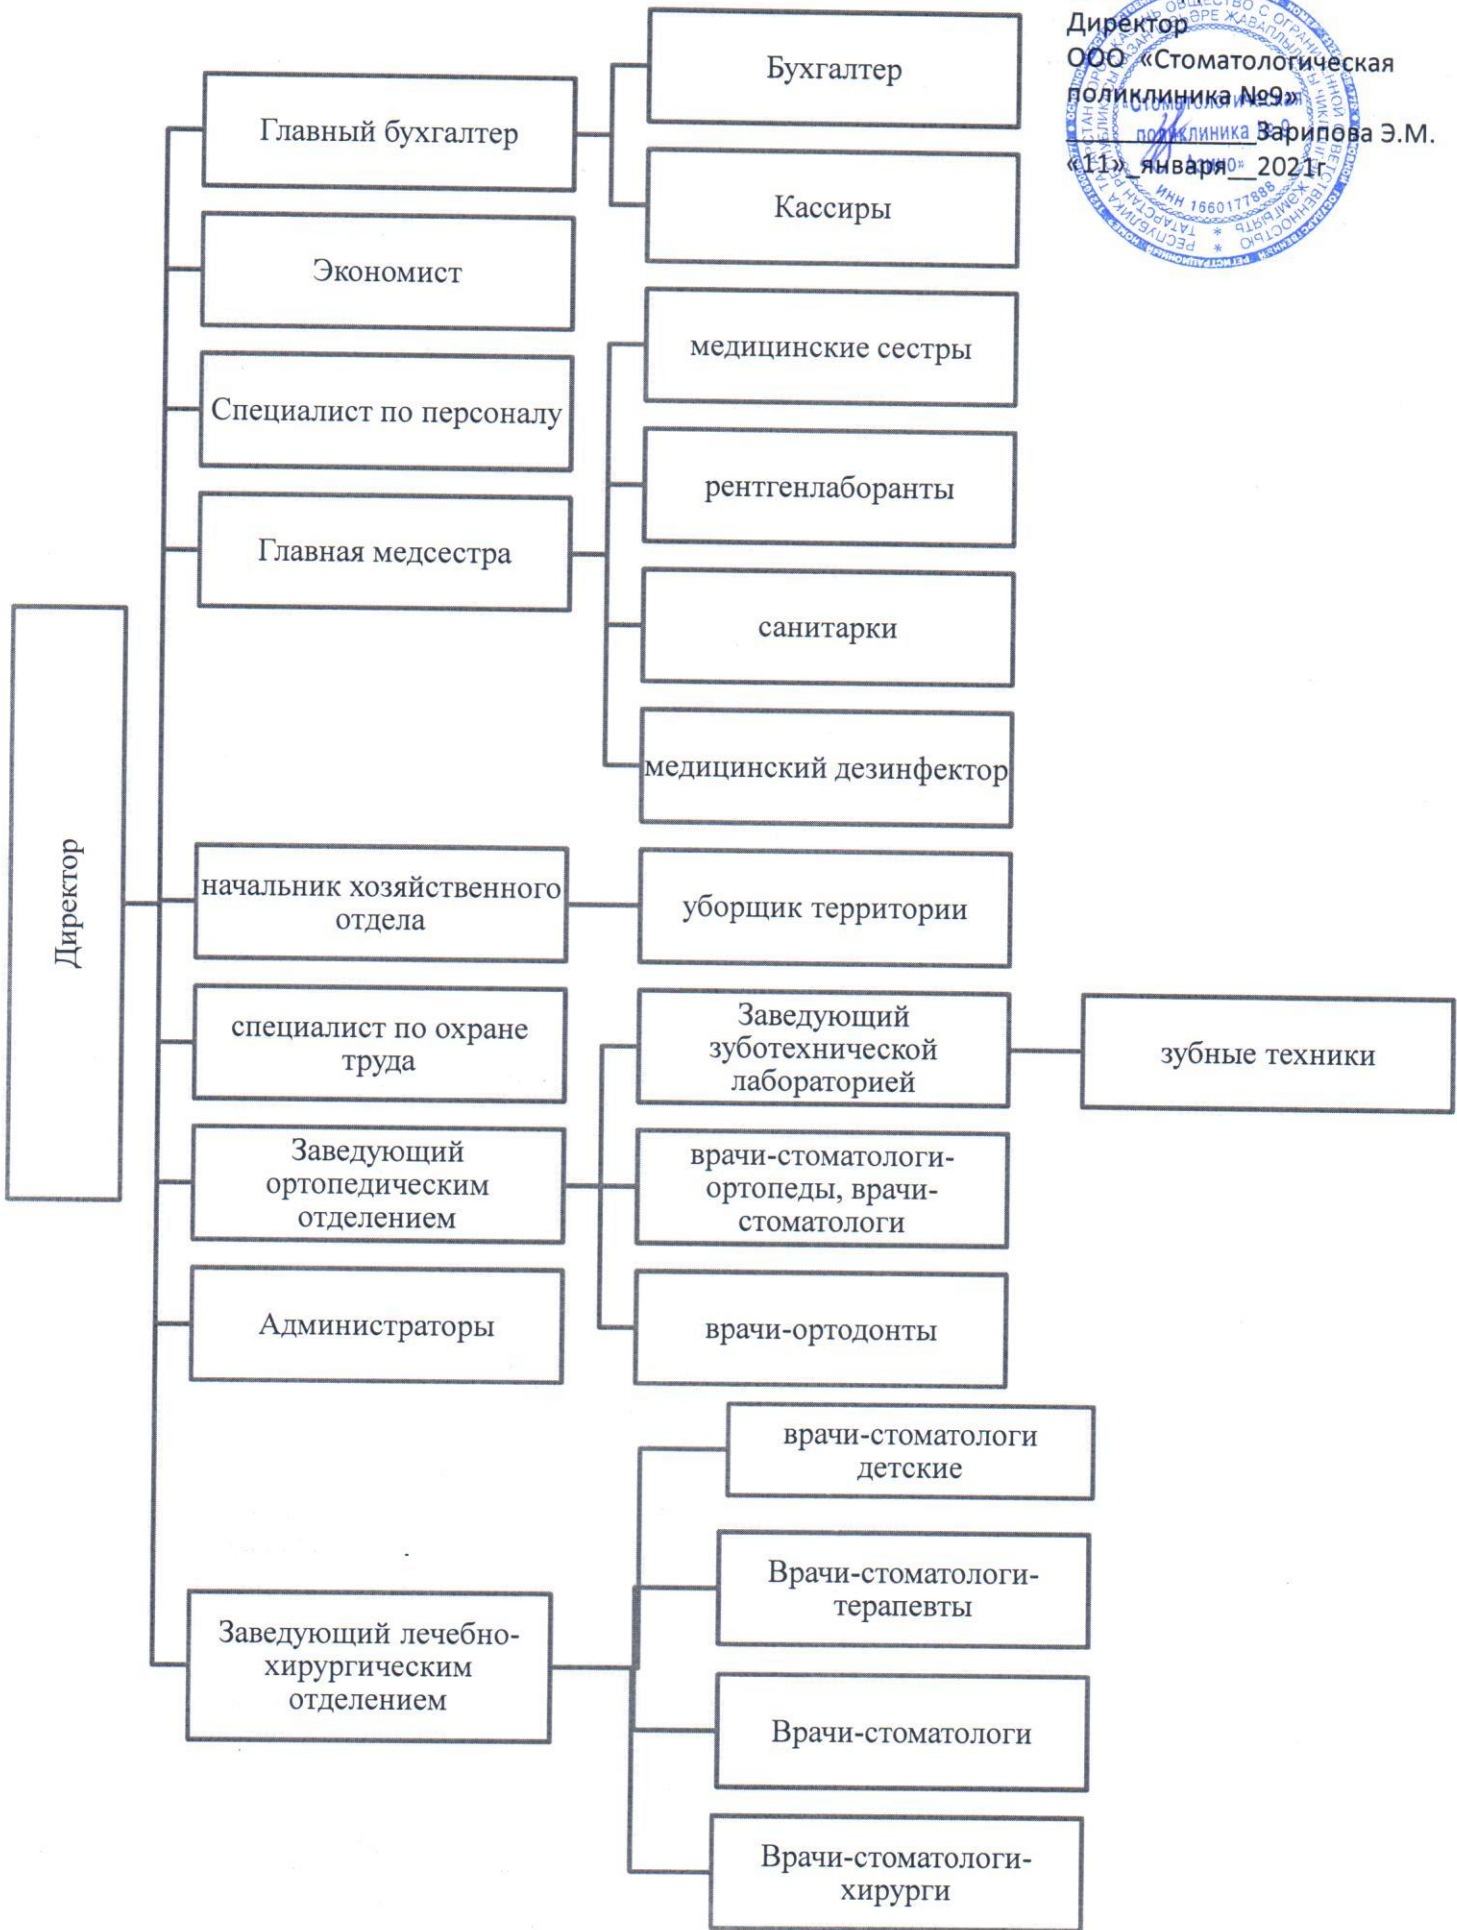 Директор
ООО «Стоматологическая
поликлиника №9»
Зарипова Э.М.
«11»_января__2021г
ИНН 1660177888
Директор
Главный бухгалтер
Бухгалтер
Кассиры
Экономист
Специалист по персоналу
Главная медсестра
медицинские сестры
рентгенлаборанты
санитарки
медицинский дезинфектор
начальник хозяйственного
отдела
уборщик территории
специалист по охране
труда
Заведующий
ортопедическим
отделением
Заведующий
зуботехнической
лабораторией
зубные техники
врачи-стоматологи-
ортопеды, врачи-
стоматологи
врачи-ортодонты
Администраторы
Заведующий лечебно-
хирургическим
отделением
врачи-стоматологи
детские
Врачи-стоматологи-
терапевты
Врачи-стоматологи
Врачи-стоматологи-
хирурги